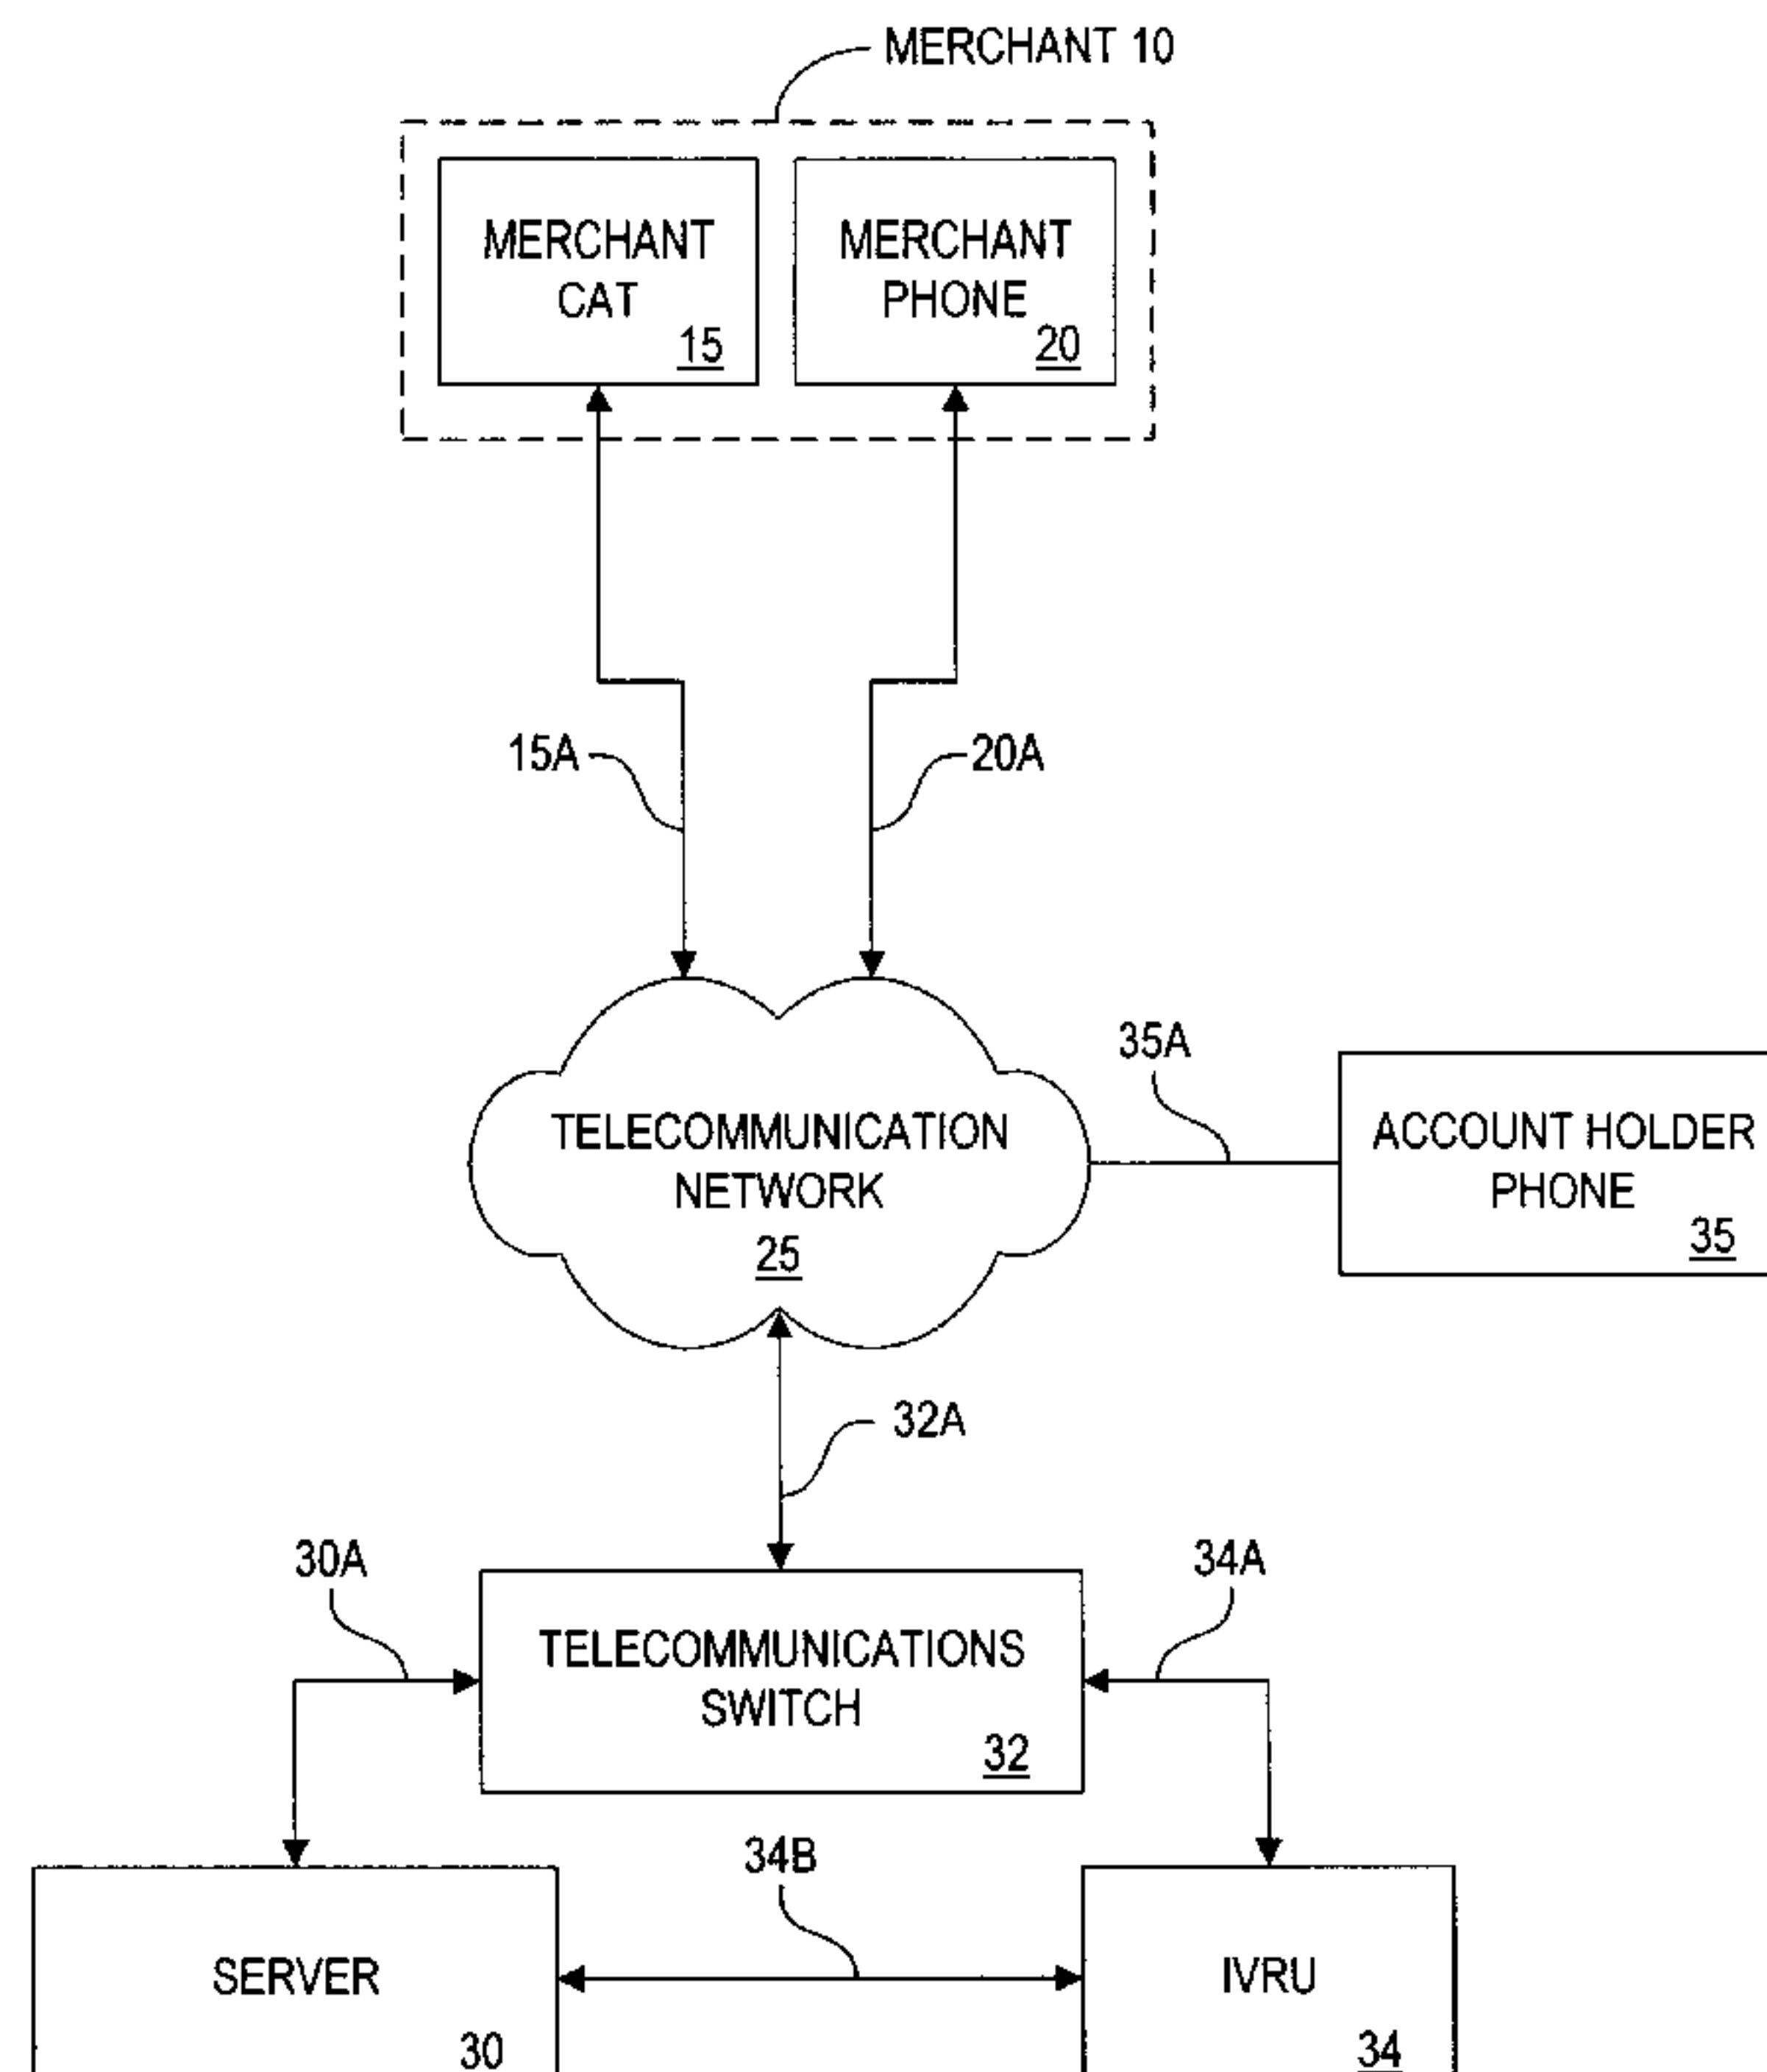 MERCHANT 10
MERCHANT
CAT
15
MERCHANT
PHONE
20
15A
20A
TELECOMMUNICATION
NETWORK
25
35A
ACCOUNT HOLDER
PHONE
35
32A
30A
34A
TELECOMMUNICATIONS
SWITCH
32
34B
SERVER
30
IVRU
34